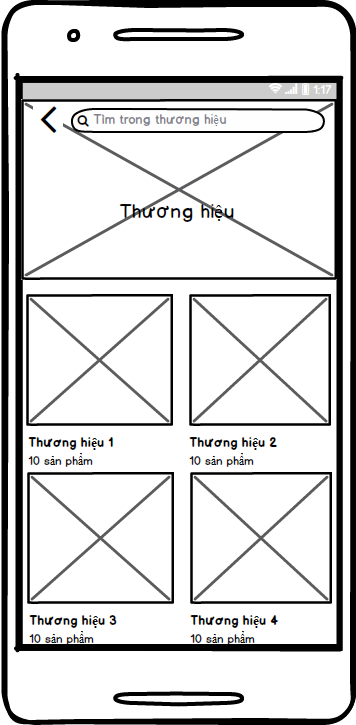 1:17
Tìm trong thương hiệu
Thương hiệu
Thương hiệu 1
Thương hiệu 2
10 sản phẩm
10 sản phẩm
Thương hiệu 3
Thương hiệu 4
10 sản phẩm
10 sản phẩm